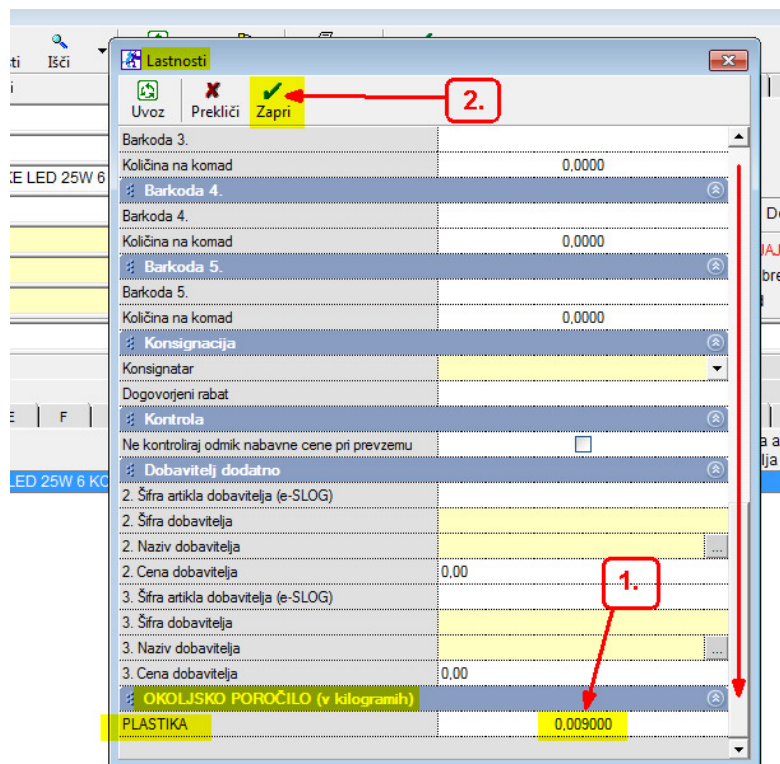 ti Išči
Lastnosti
i
Uvoz Prekliči Zapri
2.
Barkoda 3.
Količina na komad 0,0000
KE LED 25W 6
Barkoda 4.
Barkoda 4.
Količina na komad 0,0000
Barkoda 5.
Barkoda 5.
Količina na komad 0,0000
Konsignacija
Konsignatar
Dogovorjeni rabat
E F
Kontrola
Ne kontroliraj odmik nabavne cene pri prevzemu
a a
lja
Dobavitelj dodatno
LED 25W 6 KO
2. Šifra artikla dobavitelja (e-SLOG)
2. Šifra dobavitelja
2. Naziv dobavitelja ...
2. Cena dobavitelja 0,00
1.
3. Šifra artikla dobavitelja (e-SLOG)
3. Šifra dobavitelja
3. Naziv dobavitelja ...
3. Cena dobavitelja 0,00
OKOLJSKO POROČILO (v kilogramih)
PLASTIKA 0,009000